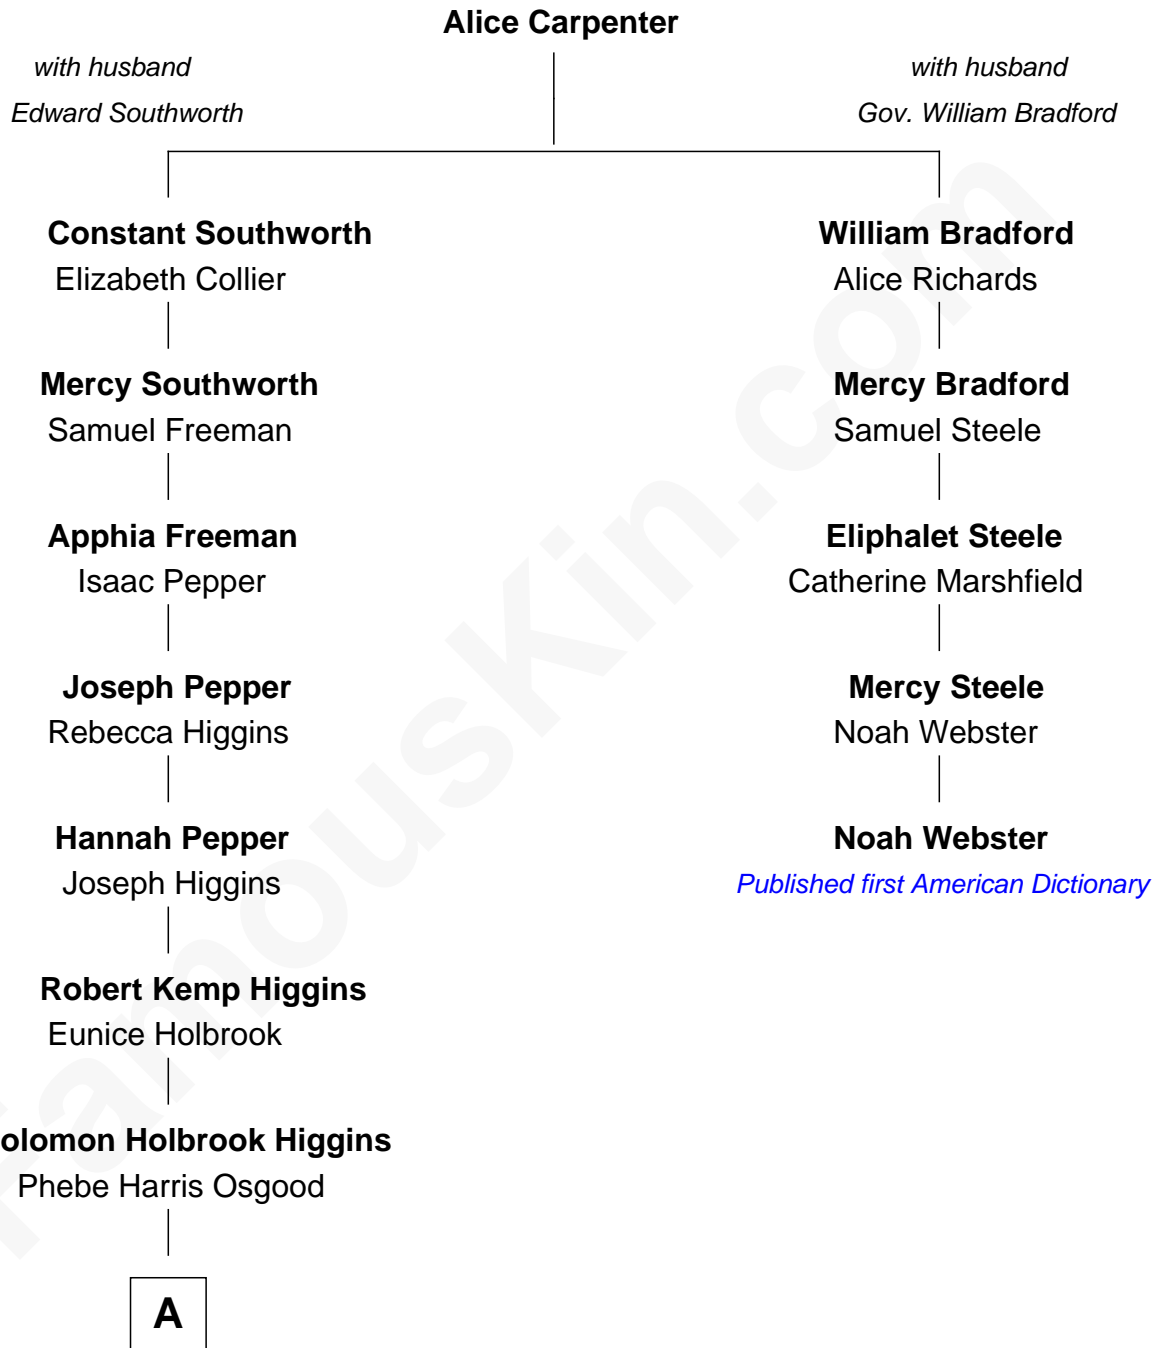 Alice Carpenter
with husband
Edward Southworth
with husband
Gov. William Bradford
Constant Southworth
Elizabeth Collier
William Bradford
Alice Richards
Mercy Southworth
Samuel Freeman
Mercy Bradford
Samuel Steele
Apphia Freeman
Isaac Pepper
Eliphalet Steele
Catherine Marshfield
Joseph Pepper
Rebecca Higgins
Mercy Steele
Noah Webster
Hannah Pepper
Joseph Higgins
Noah Webster
Published first American Dictionary
Robert Kemp Higgins
Eunice Holbrook
olomon Holbrook Higgins
Phebe Harris Osgood
A
FamousKin.com